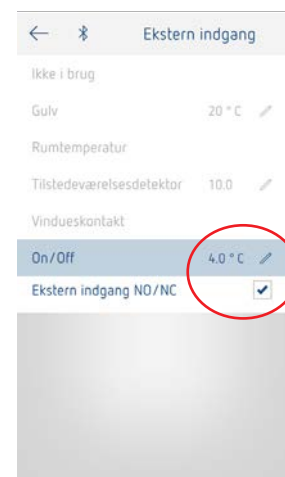 Ekstern indgang
Ikke i brug
Gulv 20 °C
Rumtemperatur
Tilstedeværelsesdetektor 10.0
Vindueskontakt
On/Off 4.0 °C
Ekstern indgang NO/NC